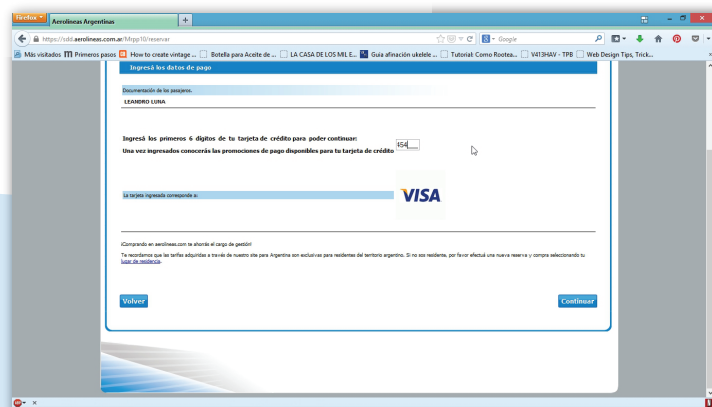 Firefox
Aerolíneas Argentinas
https://sdd.aerolineas.com.ar/Mrpp10/reservar
Google
Más visitados
Primeros pasos
How to create vintage ...
Botella para Aceite de ...
LA CASA DE LOS MIL E...
Guia afinación ukelele ...
Tutorial: Como Rootea...
V413HAV - TPB
Web Design Tips, Trick...
Ingresá los datos de pago
Documentación de los pasajeros.
LEANDRO LUNA
Ingresá los primeros 6 dígitos de tu tarjeta de crédito para poder continuar:
Una vez ingresados conocerás las promociones de pago disponibles para tu tarjeta de crédito
VISA
La tarjeta ingresada corresponde a:
¡Comprando en aerolineas.com te ahorrás el cargo de gestión!
Te recordamos que las tarifas adquiridas a través de nuestro site para Argentina son exclusivas para residentes del territorio argentino. Si no sos residente, por favor efectuá una nueva reserva y compra seleccionando tu
lugar de residencia.
Volver
Continuar